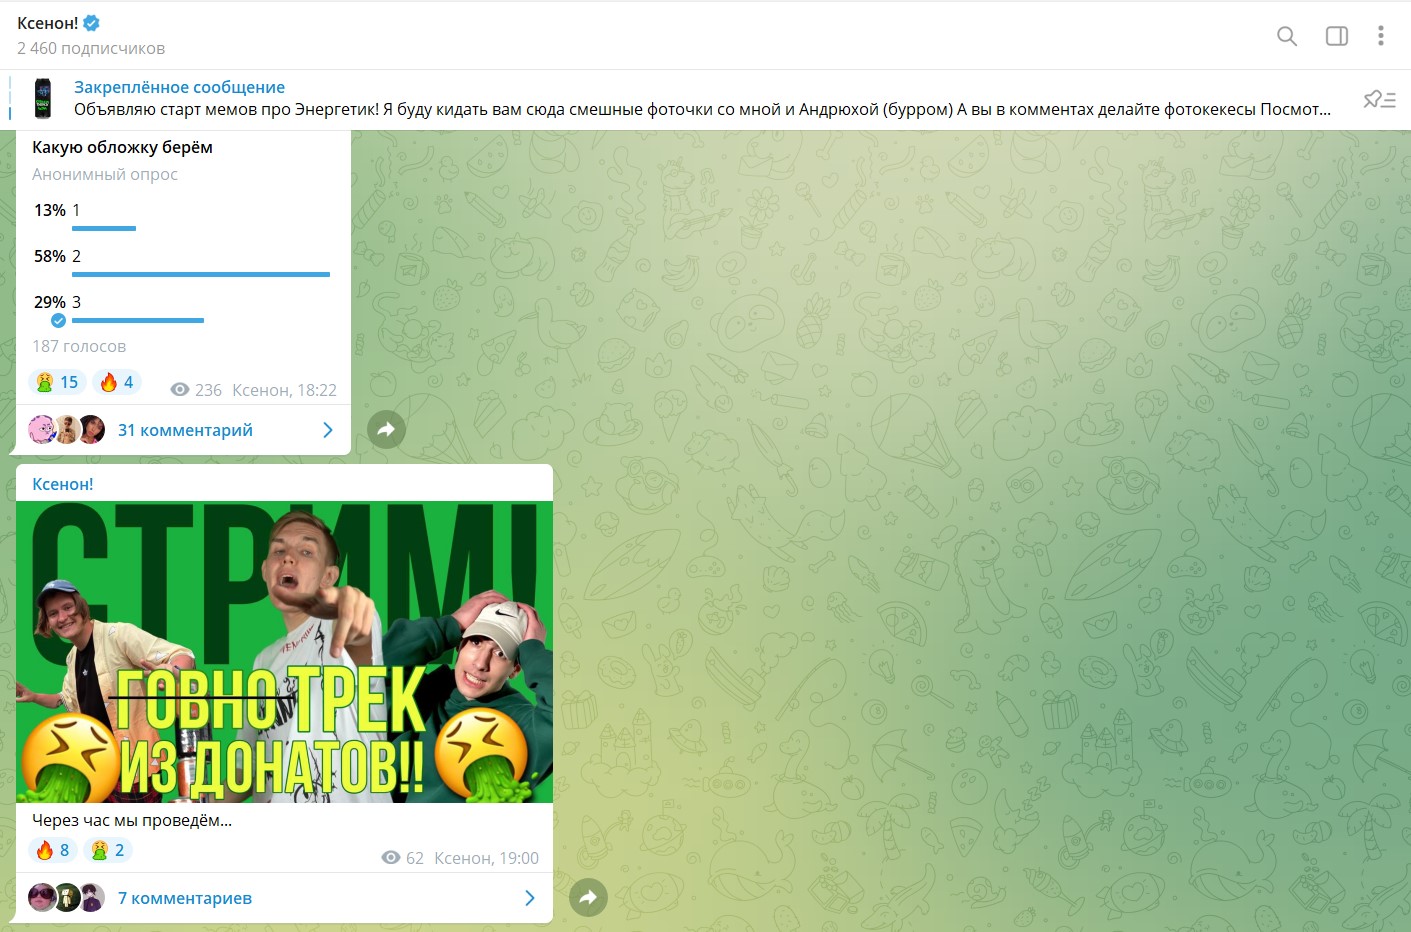 Ксенон!
2 460 подписчиков
Закреплённое сообщение
Объявляю старт мемов про Энергетик! Я буду кидать вам сюда смешные фоточки со мной и Андрюхой (бурром) А вы в комментах делайте фотокекесы Посмот...
Какую обложку берём
Анонимный опрос
13% 1
58% 2
29% 3
187 голосов
15 4
236 Ксенон, 18:22
31 комментарий
Ксенон!
СТРИМ!
ГОВНО ТРЕК
ИЗ ДОНАТОВ!!
Через час мы проведём...
8 2
62 Ксенон, 19:00
7 комментариев